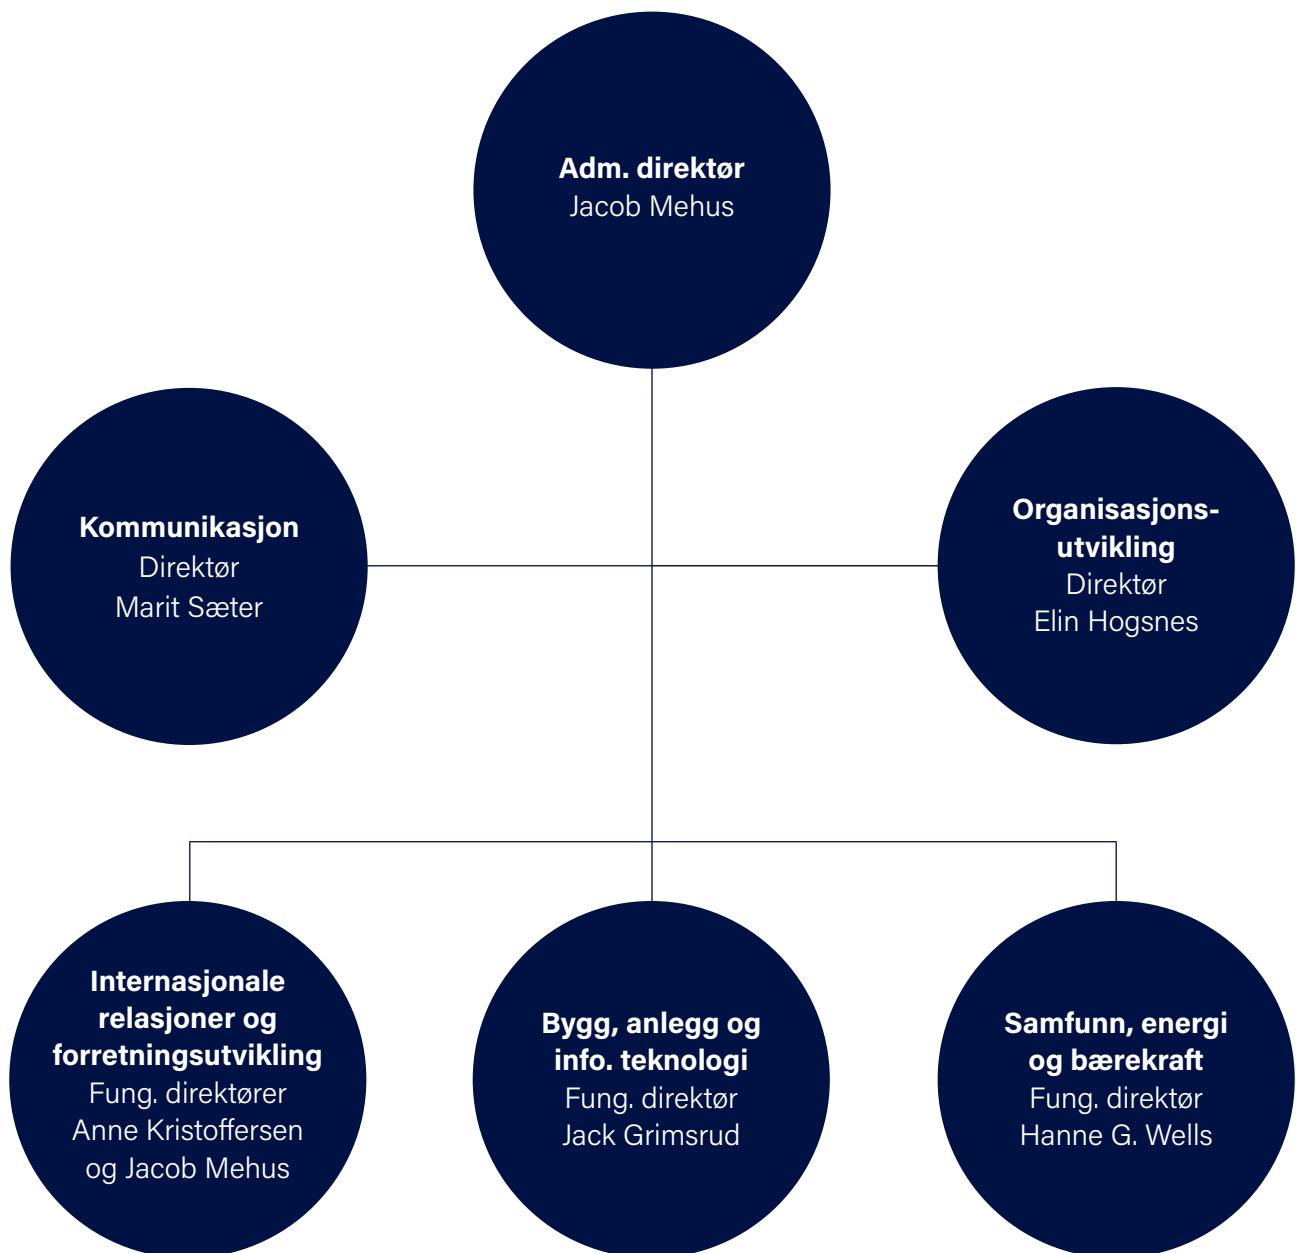 Adm. direktør
Jacob Mehus
Kommunikasjon
Direktør
Marit Sæter
Organisasjons-
utvikling
Direktør
Elin Hogsnes
Internasjonale
relasjoner og
forretningsutvikling
Fung. direktører
Anne Kristoffersen
og Jacob Mehus
Bygg, anlegg og
info. teknologi
Fung. direktør
Jack Grimsrud
Samfunn, energi
og bærekraft
Fung. direktør
Hanne G. Wells